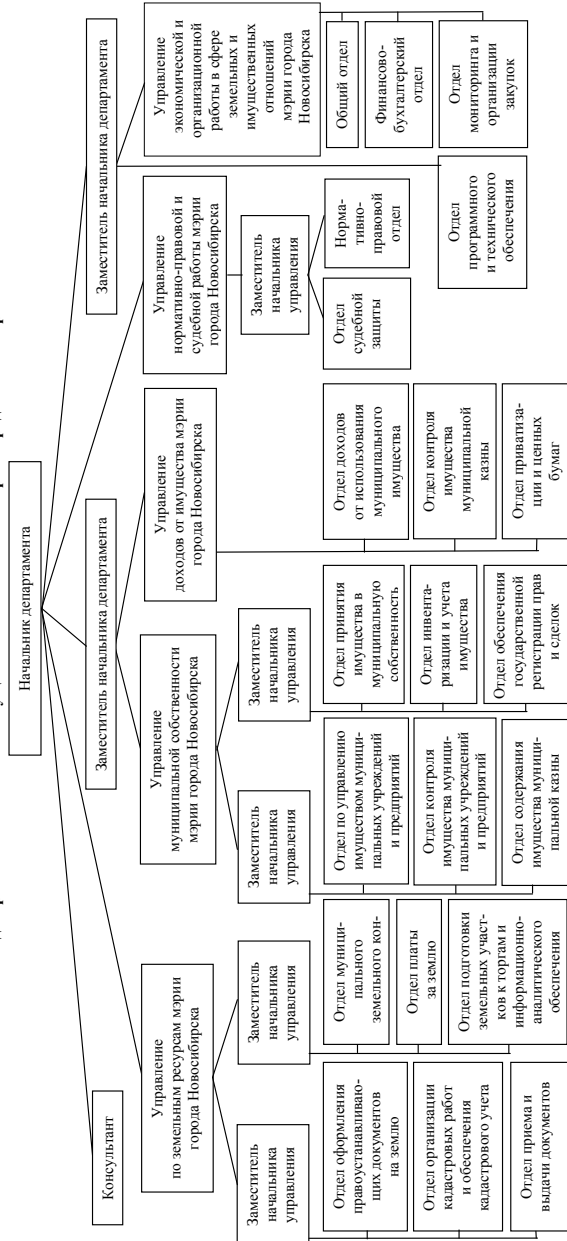 Начальник департамента
Консультант
Заместитель начальника департамента
Заместитель начальника департамента
Управление
по земельным ресурсам мэрии
города Новосибирска
Управление
муниципальной собственности
мэрии города Новосибирска
Управление
доходов от имущества мэрии
города Новосибирска
Управление
нормативно-правовой и
судебной работы мэрии
города Новосибирска
Управление
экономической и
организационной
работы в сфере
земельных и
имущественных
отношений
мэрии города
Новосибирска
Заместитель
начальника
управления
Заместитель
начальника
управления
Заместитель
начальника
управления
Заместитель
начальника
управления
Заместитель
начальника
управления
Общий отдел
Финансово-
бухгалтерский
отдел
Отдел
мониторинга и
организации
закупок
Отдел оформления
правоустанавливаю-
щих документов
на землю
Отдел организации
кадастровых работ
и обеспечения
кадастрового учета
Отдел приема и
выдачи документов
Отдел муници-
пального
земельного кон-
Отдел платы
за землю
Отдел подготовки
земельных участ-
ков к торгам и
информационно-
аналитического
обеспечения
Отдел по управлению
имуществом муници-
пальных учреждений
и предприятий
Отдел контроля
имущества муници-
пальных учреждений
и предприятий
Отдел содержания
имущества муници-
пальной казны
Отдел принятия
имущества в
муниципальную
собственность
Отдел инвента-
ризации и учета
имущества
Отдел обеспечения
государственной
регистрации прав
и сделок
Отдел доходов
от использования
муниципального
имущества
Отдел контроля
имущества
муниципальной
казны
Отдел приватиза-
ции и ценных
бумаг
Отдел
судебной
защиты
Норма-
тивно-
правовой
отдел
Отдел
программного
и технического
обеспечения